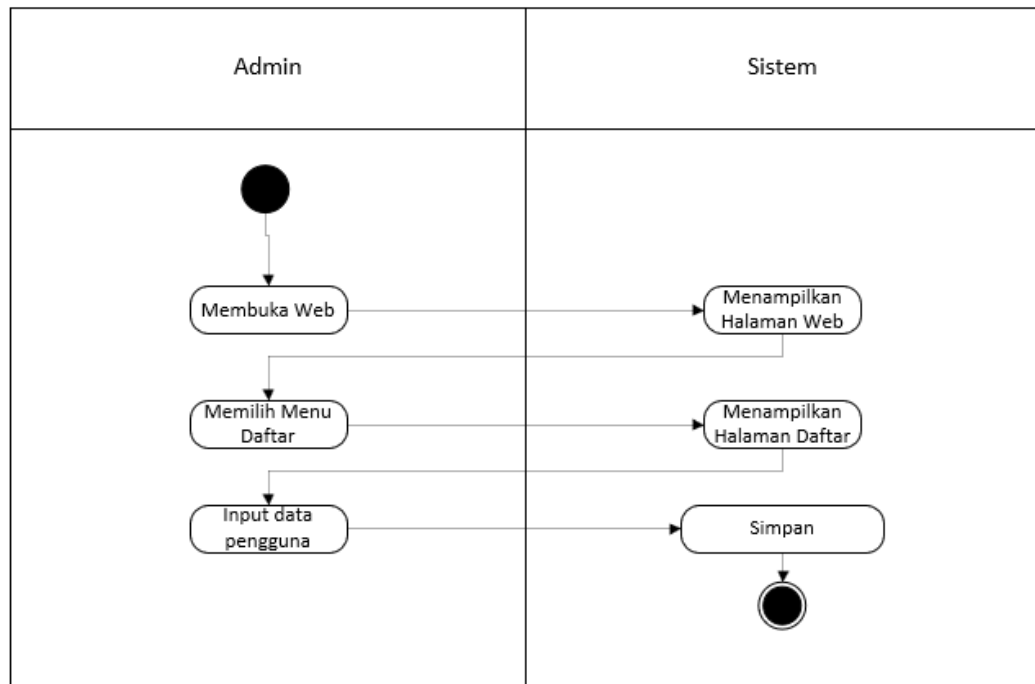 Admin
Sistem
Membuka Web
Menampilkan
Halaman Web
Memilih Menu
Daftar
Menampilkan
Halaman Daftar
Input data
pengguna
Simpan